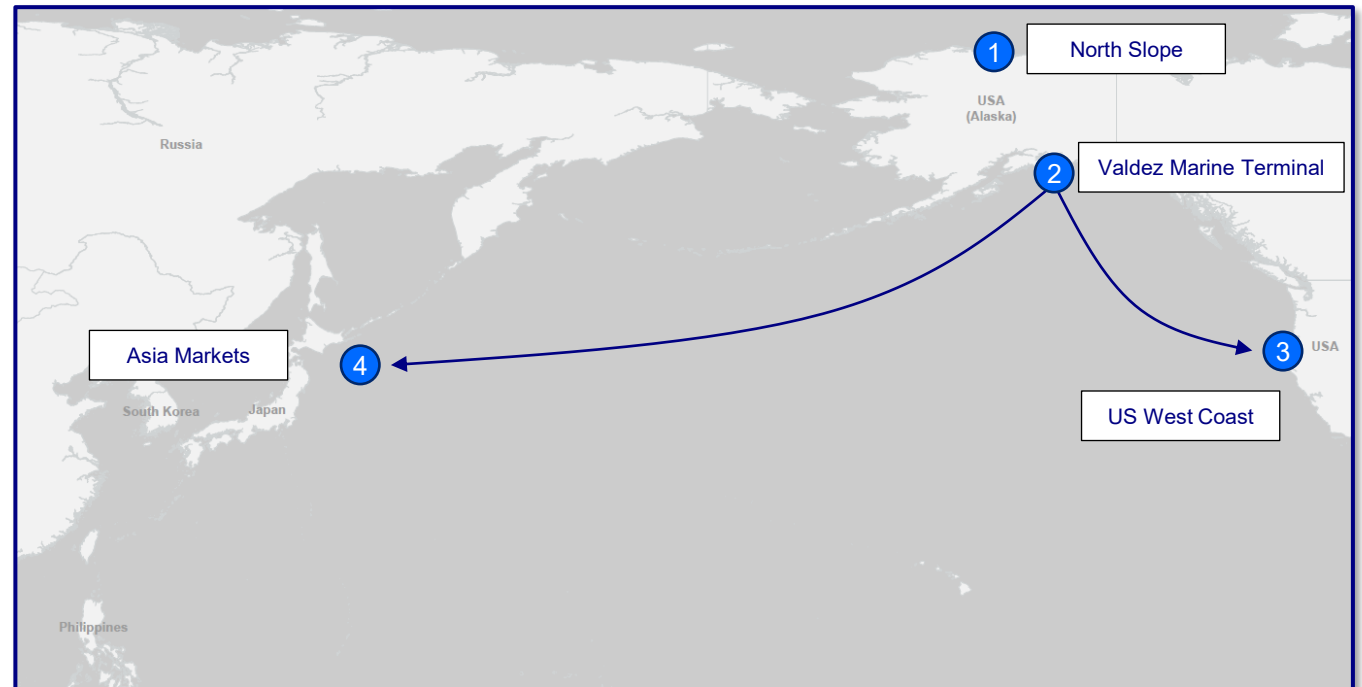 1
North Slope
USA
(Alaska)
Russia
2
Valdez Marine Terminal
Asia Markets
4
3
USA
South Korea
Japan
US West Coast
Philippines